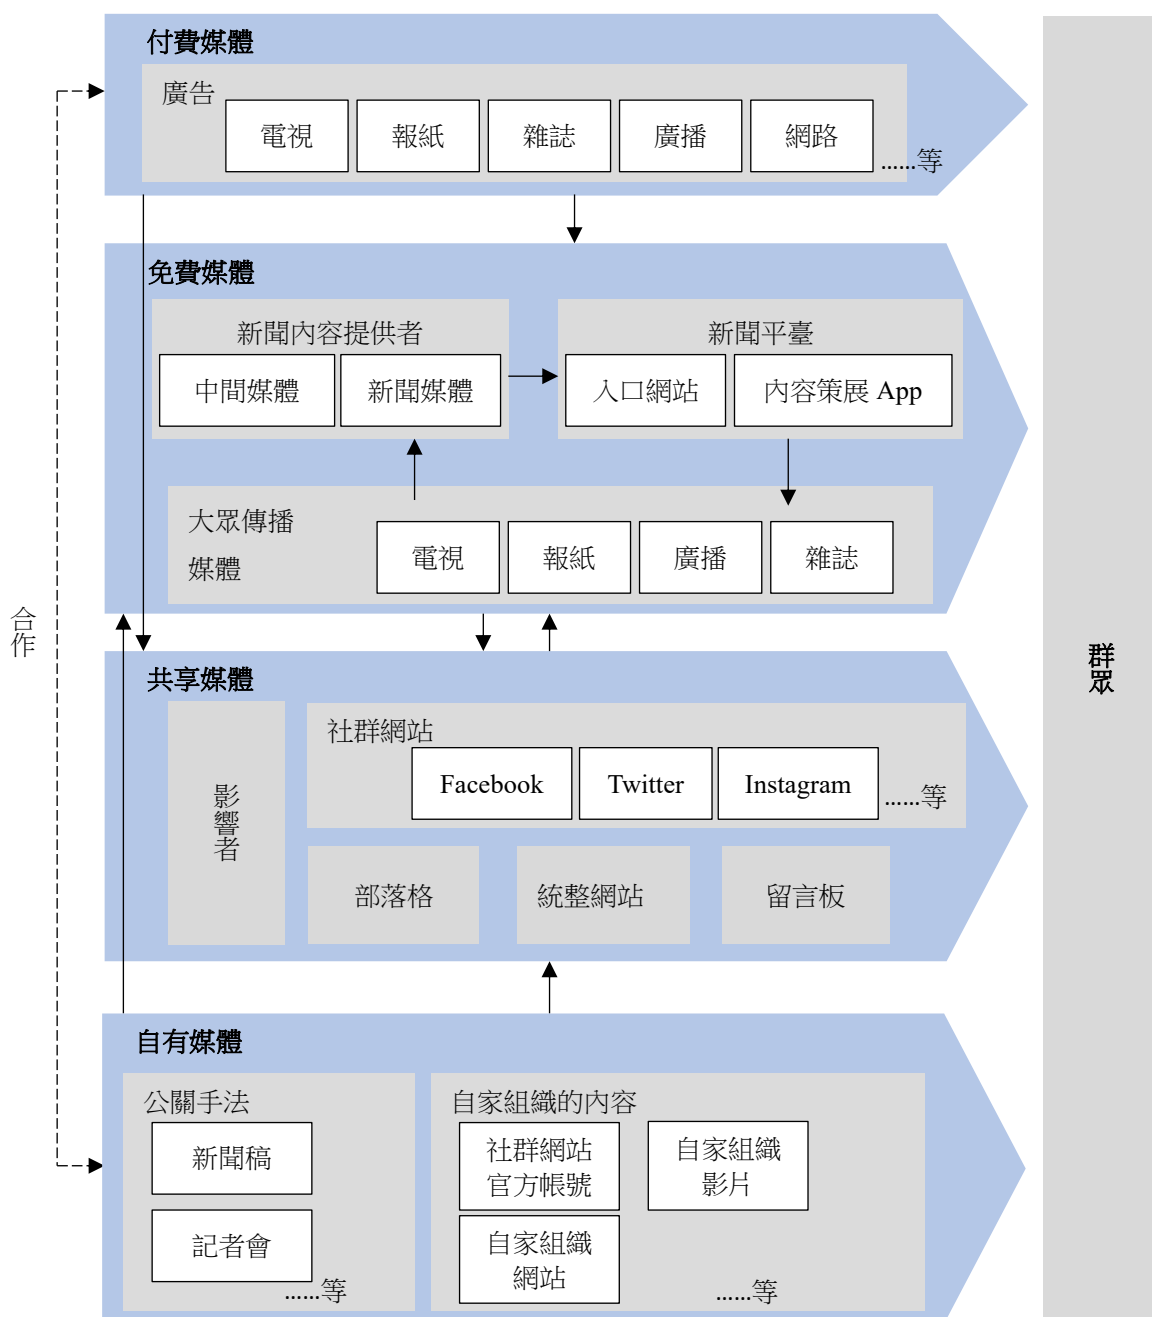 付費媒體
廣告
電視
報紙
雜誌
廣播
網路
......等
免費媒體
新聞內容提供者
中間媒體
新聞媒體
新聞平臺
入口網站
內容策展 App
大眾傳播
媒體
電視
報紙
廣播
雜誌
合作
群眾
共享媒體
影響者
社群網站
Facebook
Twitter
Instagram
......等
部落格
統整網站
留言板
自有媒體
公關手法
新聞稿
記者會
......等
自家組織的內容
社群網站
官方帳號
自家組織
影片
自家組織
網站
......等